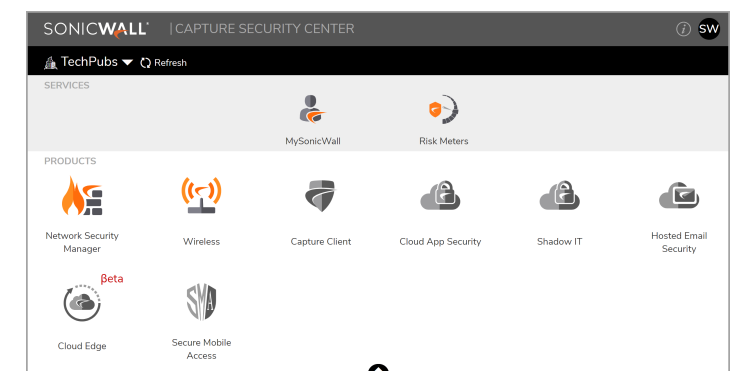 SONICWALL | CAPTURE SECURITY CENTER
i SW
TechPubs Refresh
SERVICES
MySonicWall Risk Meters
PRODUCTS
Network Security
Manager
Wireless
Capture Client
Cloud App Security
Shadow IT
Hosted Email
Security
βeta
Cloud Edge
SMA
Secure Mobile
Access